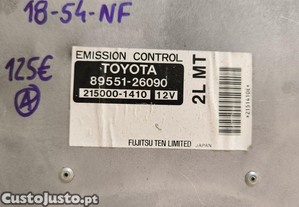 18-54-NF
125€
A
EMISSION CONTROL
TOYOTA
89551-26090
215000-1410 12V
2L MT
FUJITSU TEN LIMITED JAPAN
CustoJusto.pt